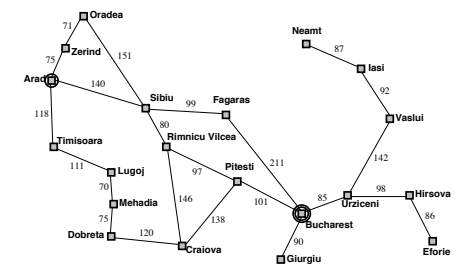 Oradea
71
Neamt
Zerind
87
75
151
Iasi
Arad
140
92
Sibiu
Fagaras
99
118
Vaslui
80
Rimnicu Vilcea
Timisoara
142
111
Pitesti
211
Lugoj
97
70
85
98
Hirsova
146
101
Urziceni
Mehadia
138
86
75
Bucharest
120
90
Dobreta
Craiova
Eforie
Giurgiu